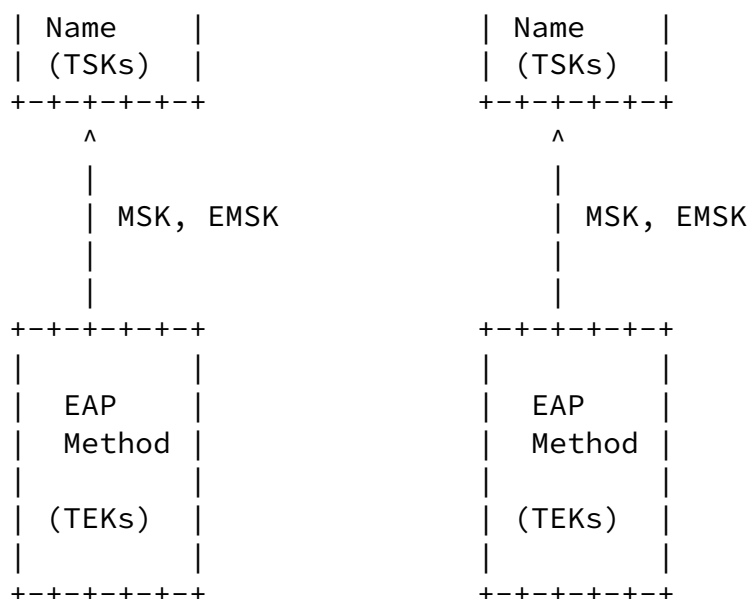 | Name     |                 | Name     |
| (TSKs)   |                 | (TSKs)   |
+-+-+-+-+-+                 +-+-+-+-+-+
     ^                           ^
     |                           |
     | MSK, EMSK                 | MSK, EMSK
     |                           |
     |                           |
+-+-+-+-+-+                 +-+-+-+-+-+
|          |                |          |
|  EAP     |                |  EAP     |
|  Method  |                |  Method  |
|          |                |          |
| (TEKs)   |                | (TEKs)   |
|          |                |          |
+-+-+-+-+-+                 +-+-+-+-+-+